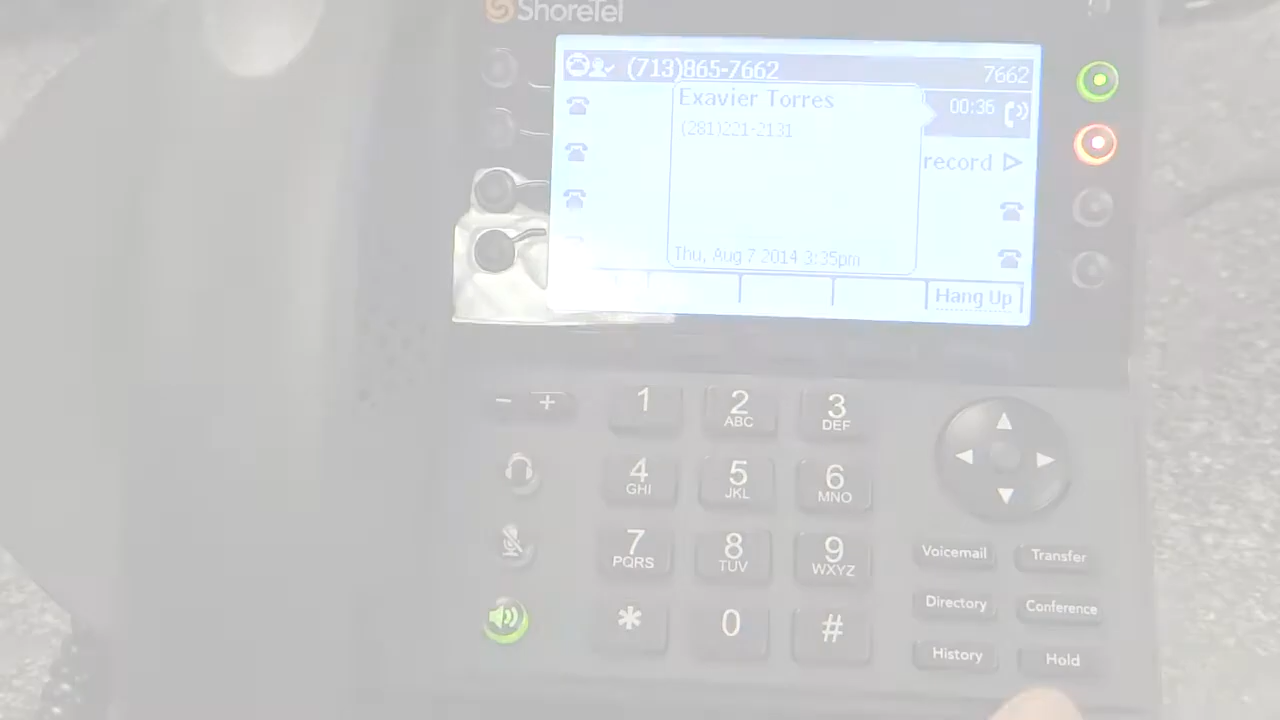 ShoreTel
(713)865-7662 7662
Exavier Torres
00:36
(281)221-2131
record
Thu, Aug 7 2014 3:35pm
Hang Up
- +
1
2 ABC
3 DEF
4 GHI
5 JKL
6 MNO
7 PQRS
8 TUV
9 WXYZ
*
0
#
Voicemail Transfer
Directory Conference
History Hold